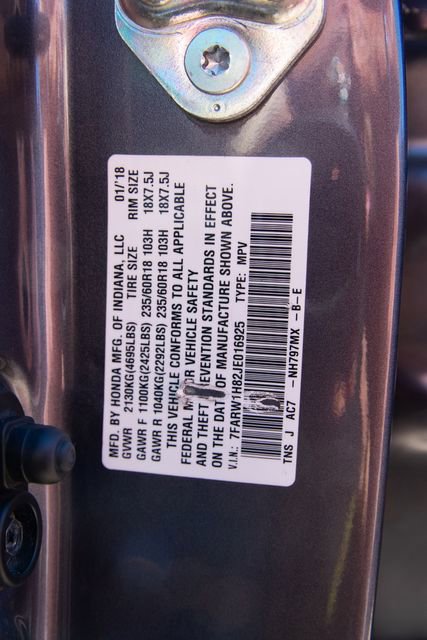 MFD. BY HONDA MFG. OF INDIANA, LLC 01/18
GVWR 2130KG(4695LBS) TIRE SIZE RIM SIZE
GAWR F 1100KG(2425LBS) 235/60R18 103H 18X7.5J
GAWR R 1040KG(2292LBS) 235/60R18 103H 18X7.5J
THIS VEHICLE CONFORMS TO ALL APPLICABLE
FEDERAL VEHICLE SAFETY
AND THEFT STANDARDS IN EFFECT
ON THE DATE OF MANUFACTURE SHOWN ABOVE.
V.I.N.: 7FARW1H82JE016925 TYPE: MPV
TNS J AC7 -NH797MX -B-E